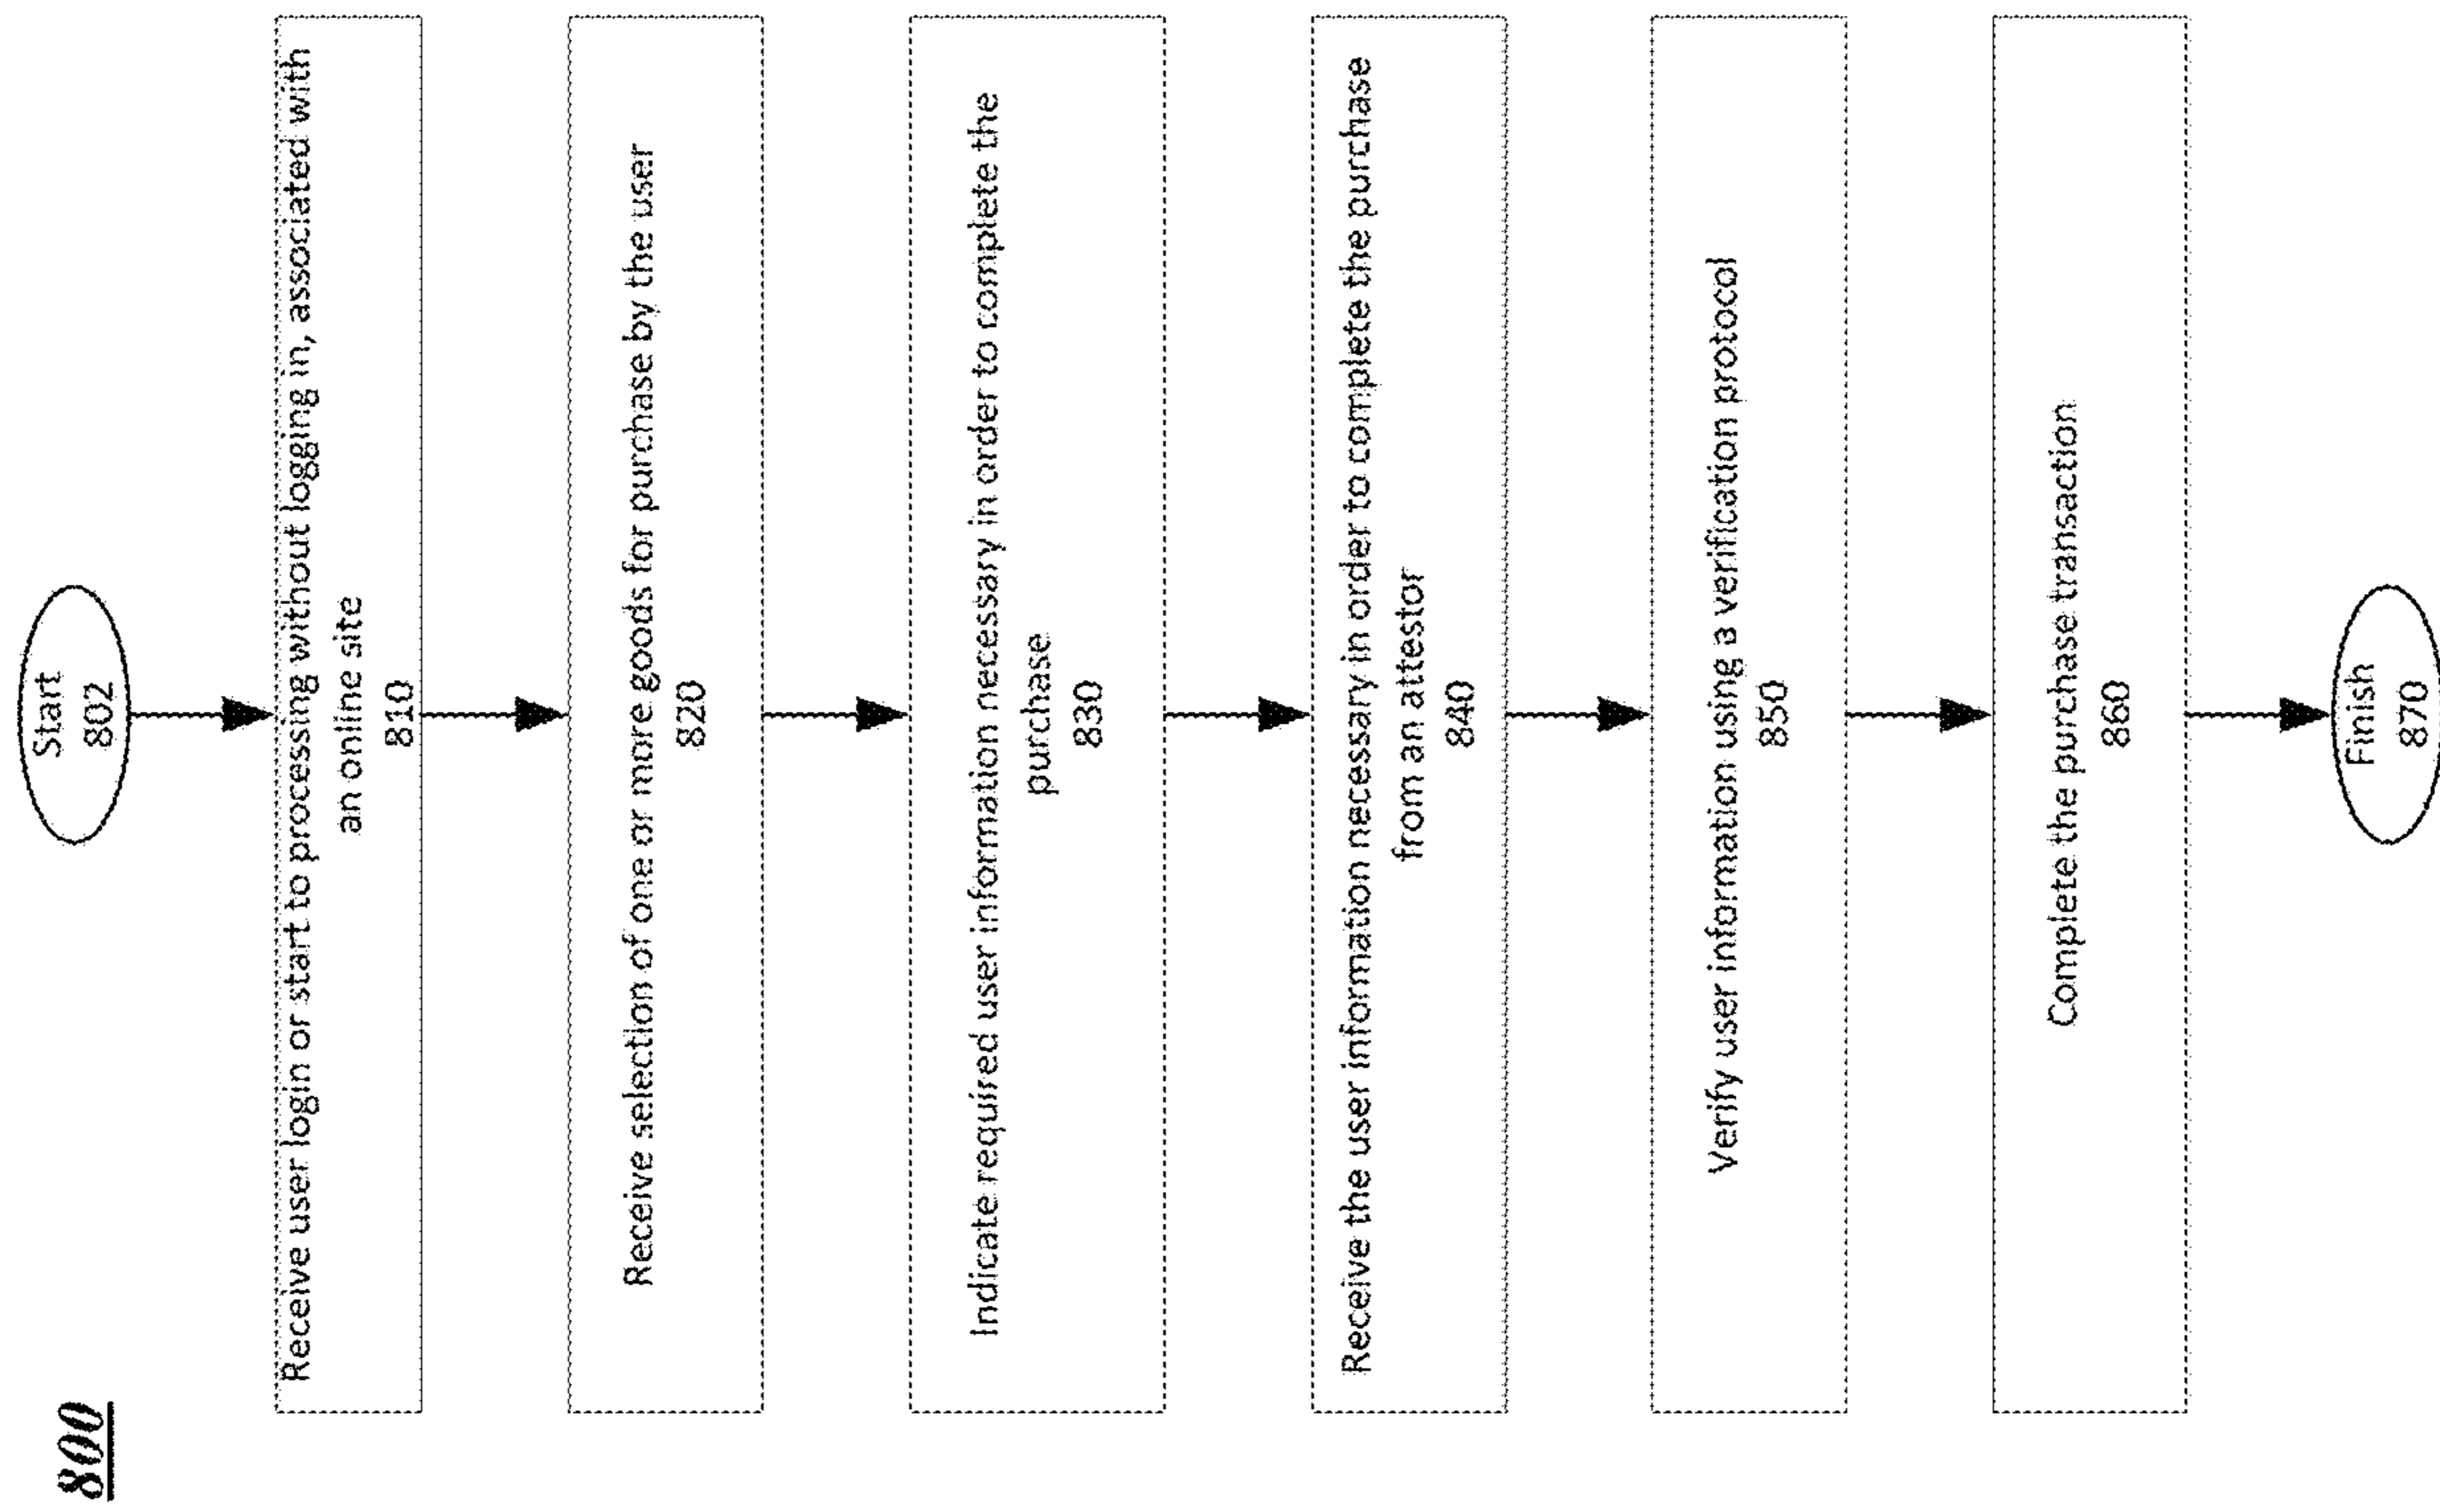 800
Start
802
Receive user login or start to processing without logging in, associated with
an online site
810
Receive selection of one or more goods for purchase by the user
820
Indicate required user information necessary in order to complete the
purchase
830
Receive the user information necessary in order to complete the purchase
from an attestor
840
Verify user information using a verification protocol
850
Complete the purchase transaction
860
Finish
870